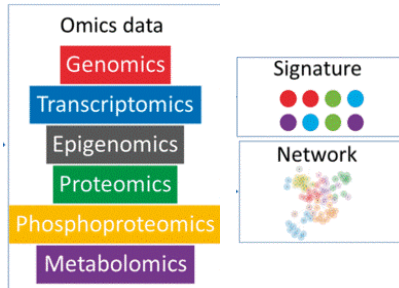 Omics data
Genomics
Transcriptomics
Epigenomics
Proteomics
Phosphoproteomics
Metabolomics
Signature
Network